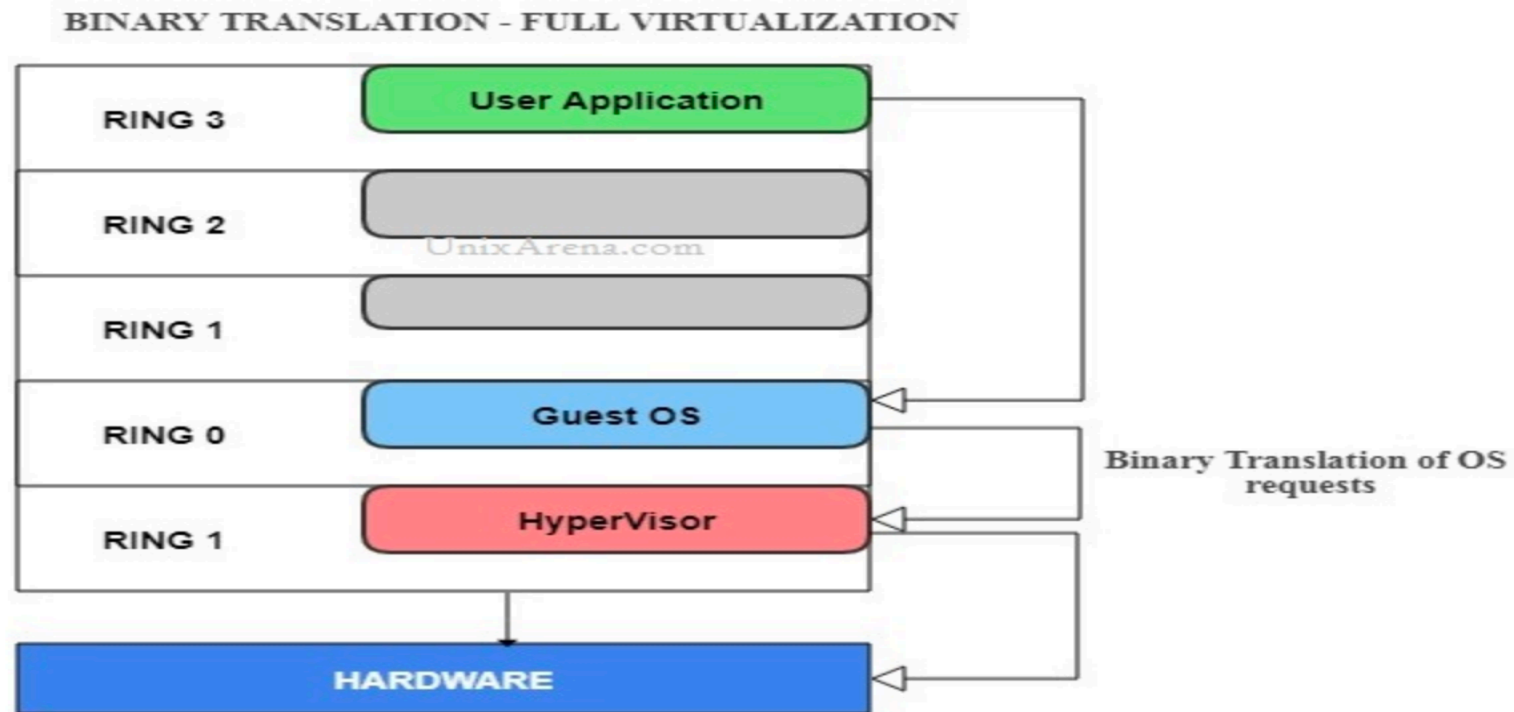 BINARY TRANSLATION - FULL VIRTUALIZATION
RING 3
User Application
RING 2
UnixArena.com
RING 1
RING 0
Guest OS
Binary Translation of OS
requests
RING 1
HyperVisor
HARDWARE